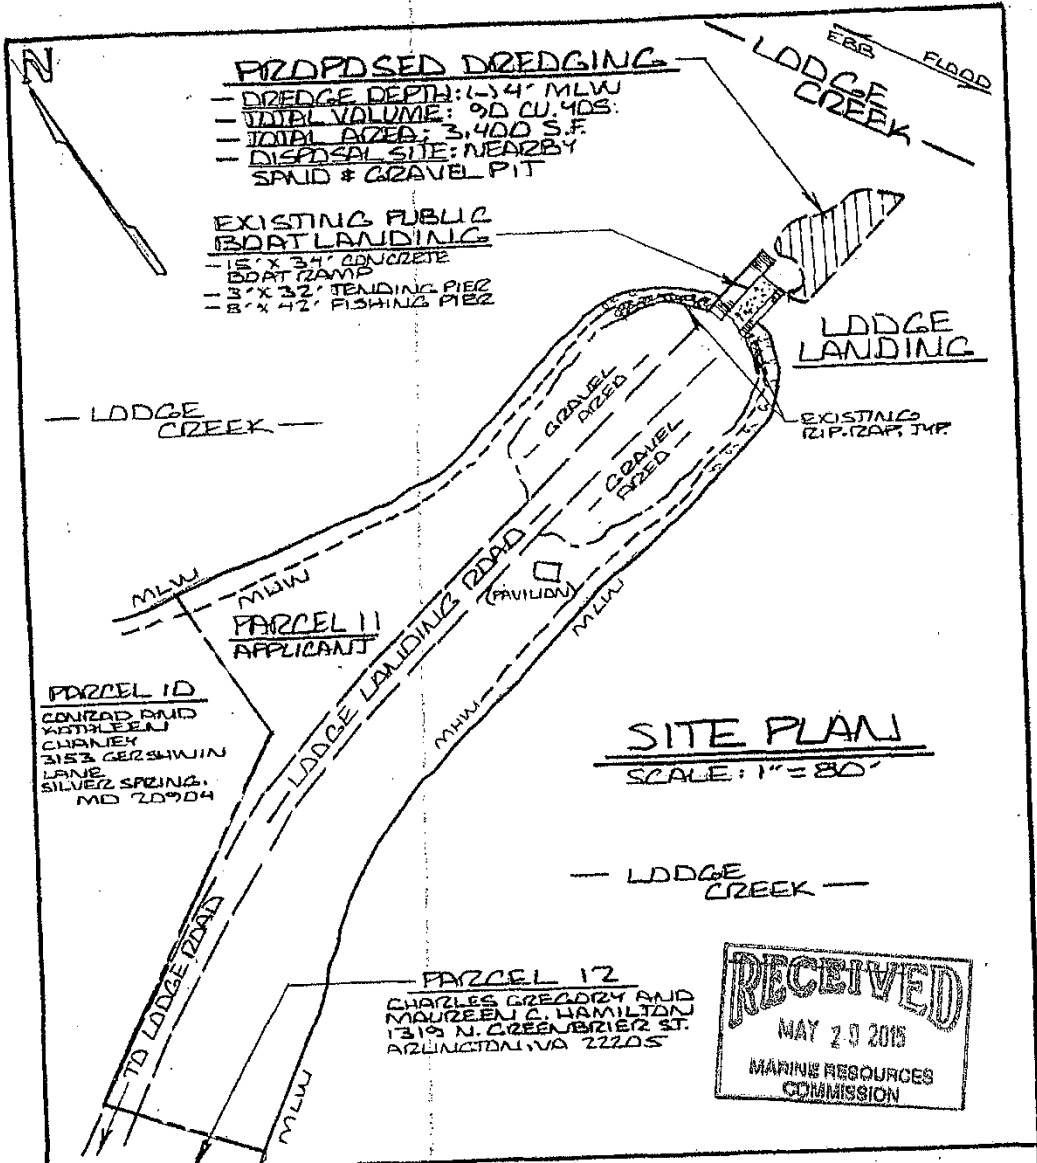 N
PROPOSED DREDGING
- DREDGE DEPTH: (-)4' MLW
- TOTAL VOLUME: 90 CU. YDS.
- TOTAL AREA: 3,400 S.F.
- DISPOSAL SITE: NEARBY
SAND & GRAVEL PIT
EBB
FLOOD
LODGE
CREEK
EXISTING PUBLIC
BOAT LANDING
- 15' X 34' CONCRETE
BOAT RAMP
- 3' X 32' TENDING PIER
- 8' X 42' FISHING PIER
LODGE
LANDING
— LODGE
CREEK —
GRAVEL
AREA
GRAVEL
AREA
EXISTING
RIP-RAP, TYP.
MLW
MHW
(PAVILION)
MLW
PARCEL 11
APPLICANT
LODGE LANDING ROAD
MHW
PARCEL 10
CONRAD AND
KATHLEEN
CHANEY
3153 GERSHWIN
LANE
SILVER SPRING,
MD 20904
SITE PLAN
SCALE: 1" = 80'
— LODGE
CREEK —
TO LODGE ROAD
PARCEL 12
CHARLES GREGORY AND
MAUREEN C. HAMILTON
1319 N. GREENBRIER ST.
ARLINGTON, VA 22205
MLW
RECEIVED
MAY 2 2015
MARINE RESOURCES
COMMISSION